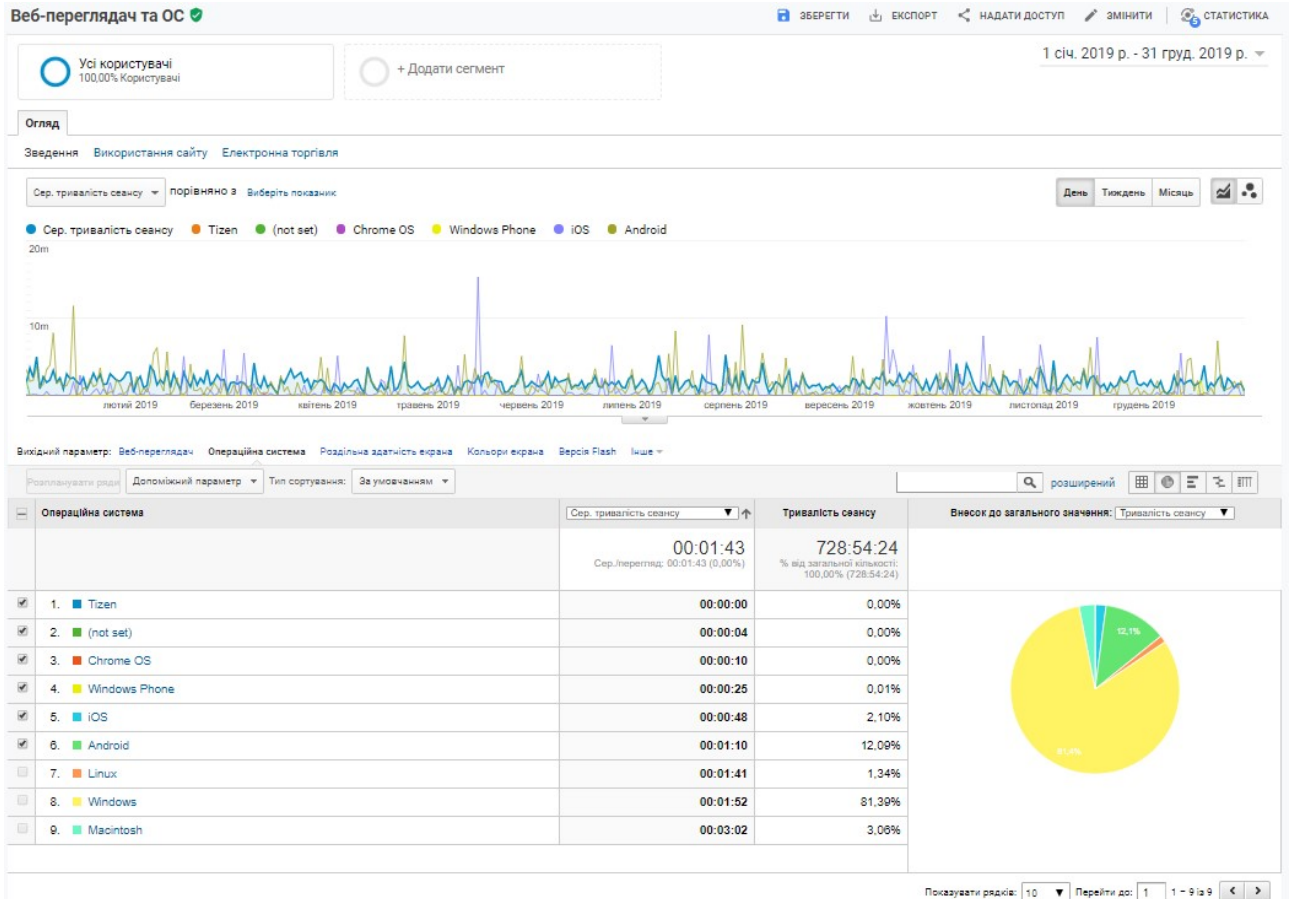 Веб-переглядач та ОС
ЗБЕРЕГТИ ЕКСПОРТ НАДАТИ ДОСТУП ЗМІНИТИ 5 СТАТИСТИКА
Усі користувачі
100,00% Користувачі
+ Додати сегмент
1 січ. 2019 р. - 31 груд. 2019 р.
Огляд
Зведення Використання сайту Електронна торгівля
Сер. тривалість сеансу порівняно з Виберіть показник
День Тиждень Місяць
Сер. тривалість сеансу Tizen (not set) Chrome OS Windows Phone iOS Android
20m
10m
лютий 2019 березень 2019 квітень 2019 травень 2019 червень 2019 липень 2019 серпень 2019 вересень 2019 жовтень 2019 листопад 2019 грудень 2019
Вихідний параметр: Веб-переглядач Операційна система Роздільна здатність екрана Кольори екрана Версія Flash Інше
Розпланувати ряди Допоміжний параметр Тип сортування: За умовчанням розширений
Операційна система Сер. тривалість сеансу Тривалість сеансу Внесок до загального значення: Тривалість сеансу
00:01:43 728:54:24
Сер./перегляд: 00:01:43 (0,00%) % від загальної кількості:
100,00% (728:54:24)
1. Tizen 00:00:00 0,00%
2. (not set) 00:00:04 0,00%
3. Chrome OS 00:00:10 0,00%
4. Windows Phone 00:00:25 0,01%
5. iOS 00:00:48 2,10%
6. Android 00:01:10 12,09%
7. Linux 00:01:41 1,34%
8. Windows 00:01:52 81,39%
9. Macintosh 00:03:02 3,06%
12,1%
81,4%
Показувати рядків: 10 Перейти до: 1 1 – 9 із 9